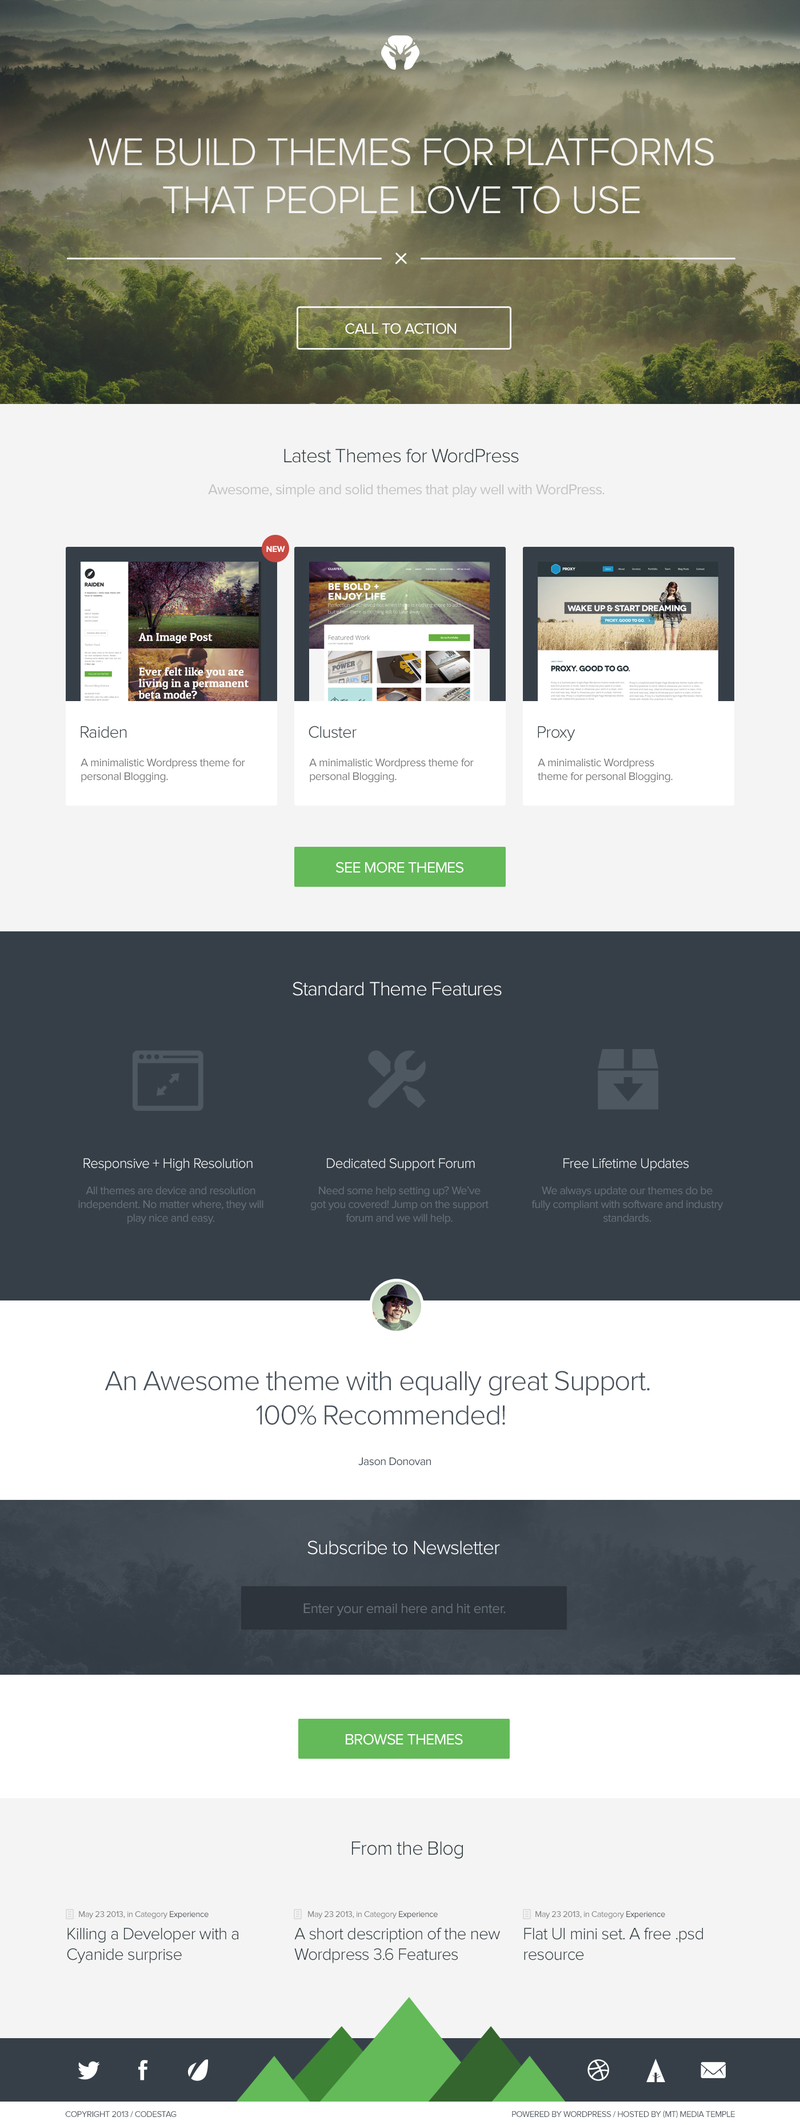 WE BUILD THEMES FOR PLATFORMS
THAT PEOPLE LOVE TO USE
CALL TO ACTION
Latest Themes for WordPress
Awesome, simple and solid themes that play well with WordPress.
NEW
RAIDEN
An Image Post
Ever felt like you are
living in a permanent
beta mode?
CLUSTER
BE BOLD +
ENJOY LIFE
Featured Work
PROXY
WAKE UP & START DREAMING
PROXY. GOOD TO GO.
PROXY. GOOD TO GO.
Raiden
A minimalistic Wordpress theme for
personal Blogging.
Cluster
A minimalistic Wordpress theme for
personal Blogging.
Proxy
A minimalistic Wordpress
theme for personal Blogging.
SEE MORE THEMES
Standard Theme Features
Responsive + High Resolution
All themes are device and resolution
independent. No matter where, they will
play nice and easy.
Dedicated Support Forum
Need some help setting up? We've
got you covered! Jump on the support
forum and we will help.
Free Lifetime Updates
We always update our themes do be
fully compliant with software and industry
standards.
An Awesome theme with equally great Support.
100% Recommended!
Jason Donovan
Subscribe to Newsletter
Enter your email here and hit enter.
BROWSE THEMES
From the Blog
May 23 2013, in Category Experience
Killing a Developer with a
Cyanide surprise
May 23 2013, in Category Experience
A short description of the new
Wordpress 3.6 Features
May 23 2013, in Category Experience
Flat UI mini set. A free .psd
resource
COPYRIGHT 2013 / CODESTAG
POWERED BY WORDPRESS / HOSTED BY (MT) MEDIA TEMPLE